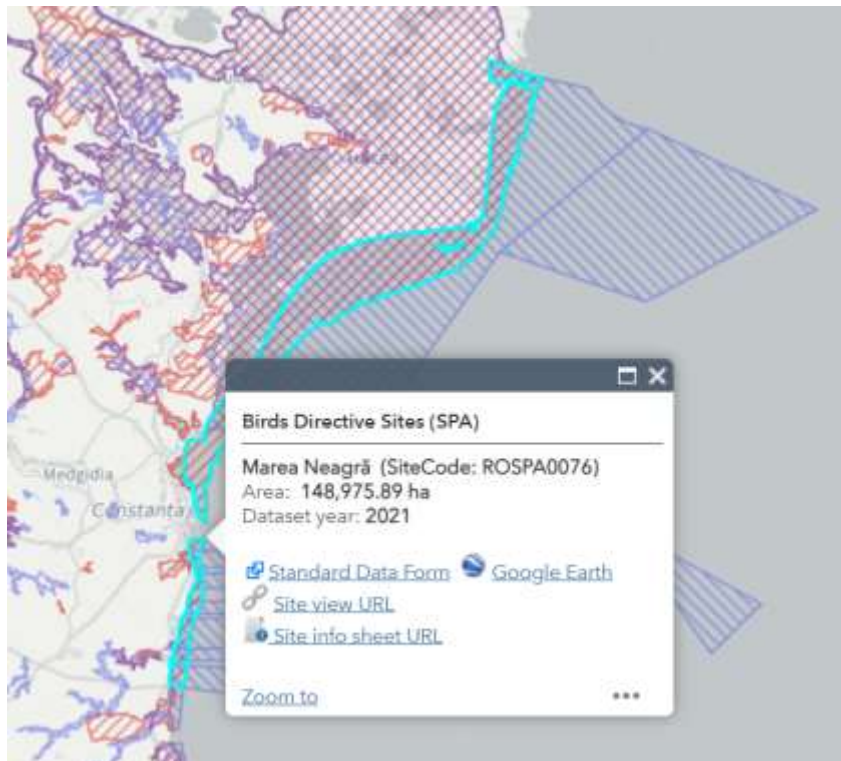 Medgidia
Constanta
Birds Directive Sites (SPA)
Marea Neagră (SiteCode: ROSPA0076)
Area: 148,975.89 ha
Dataset year: 2021
Standard Data Form Google Earth
Site view URL
Site info sheet URL
Zoom to